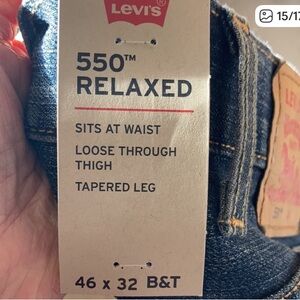 Levi's
15/17
550™
RELAXED
SITS AT WAIST
LOOSE THROUGH
THIGH
TAPERED LEG
46 x 32 B&T